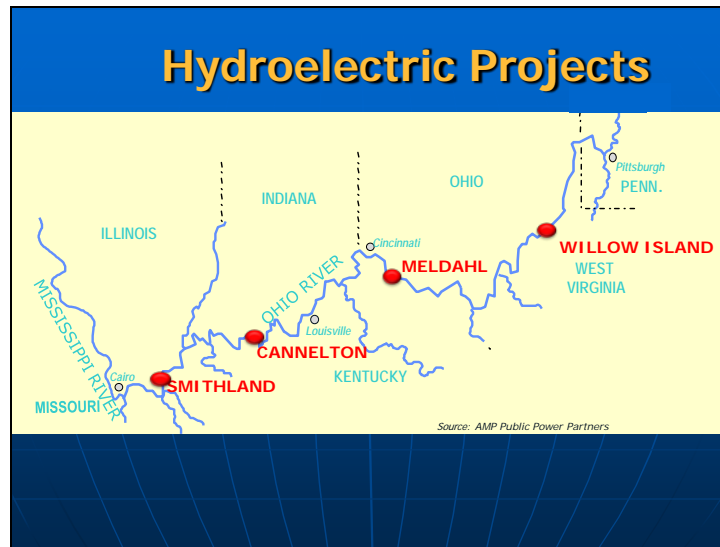 Hydroelectric Projects
Pittsburgh
PENN.
OHIO
INDIANA
ILLINOIS
Cincinnati
WILLOW ISLAND
WEST
VIRGINIA
MELDAHL
OHIO RIVER
MISSISSIPPI RIVER
Louisville
CANNELTON
KENTUCKY
Cairo
SMITHLAND
MISSOURI
Source: AMP Public Power Partners